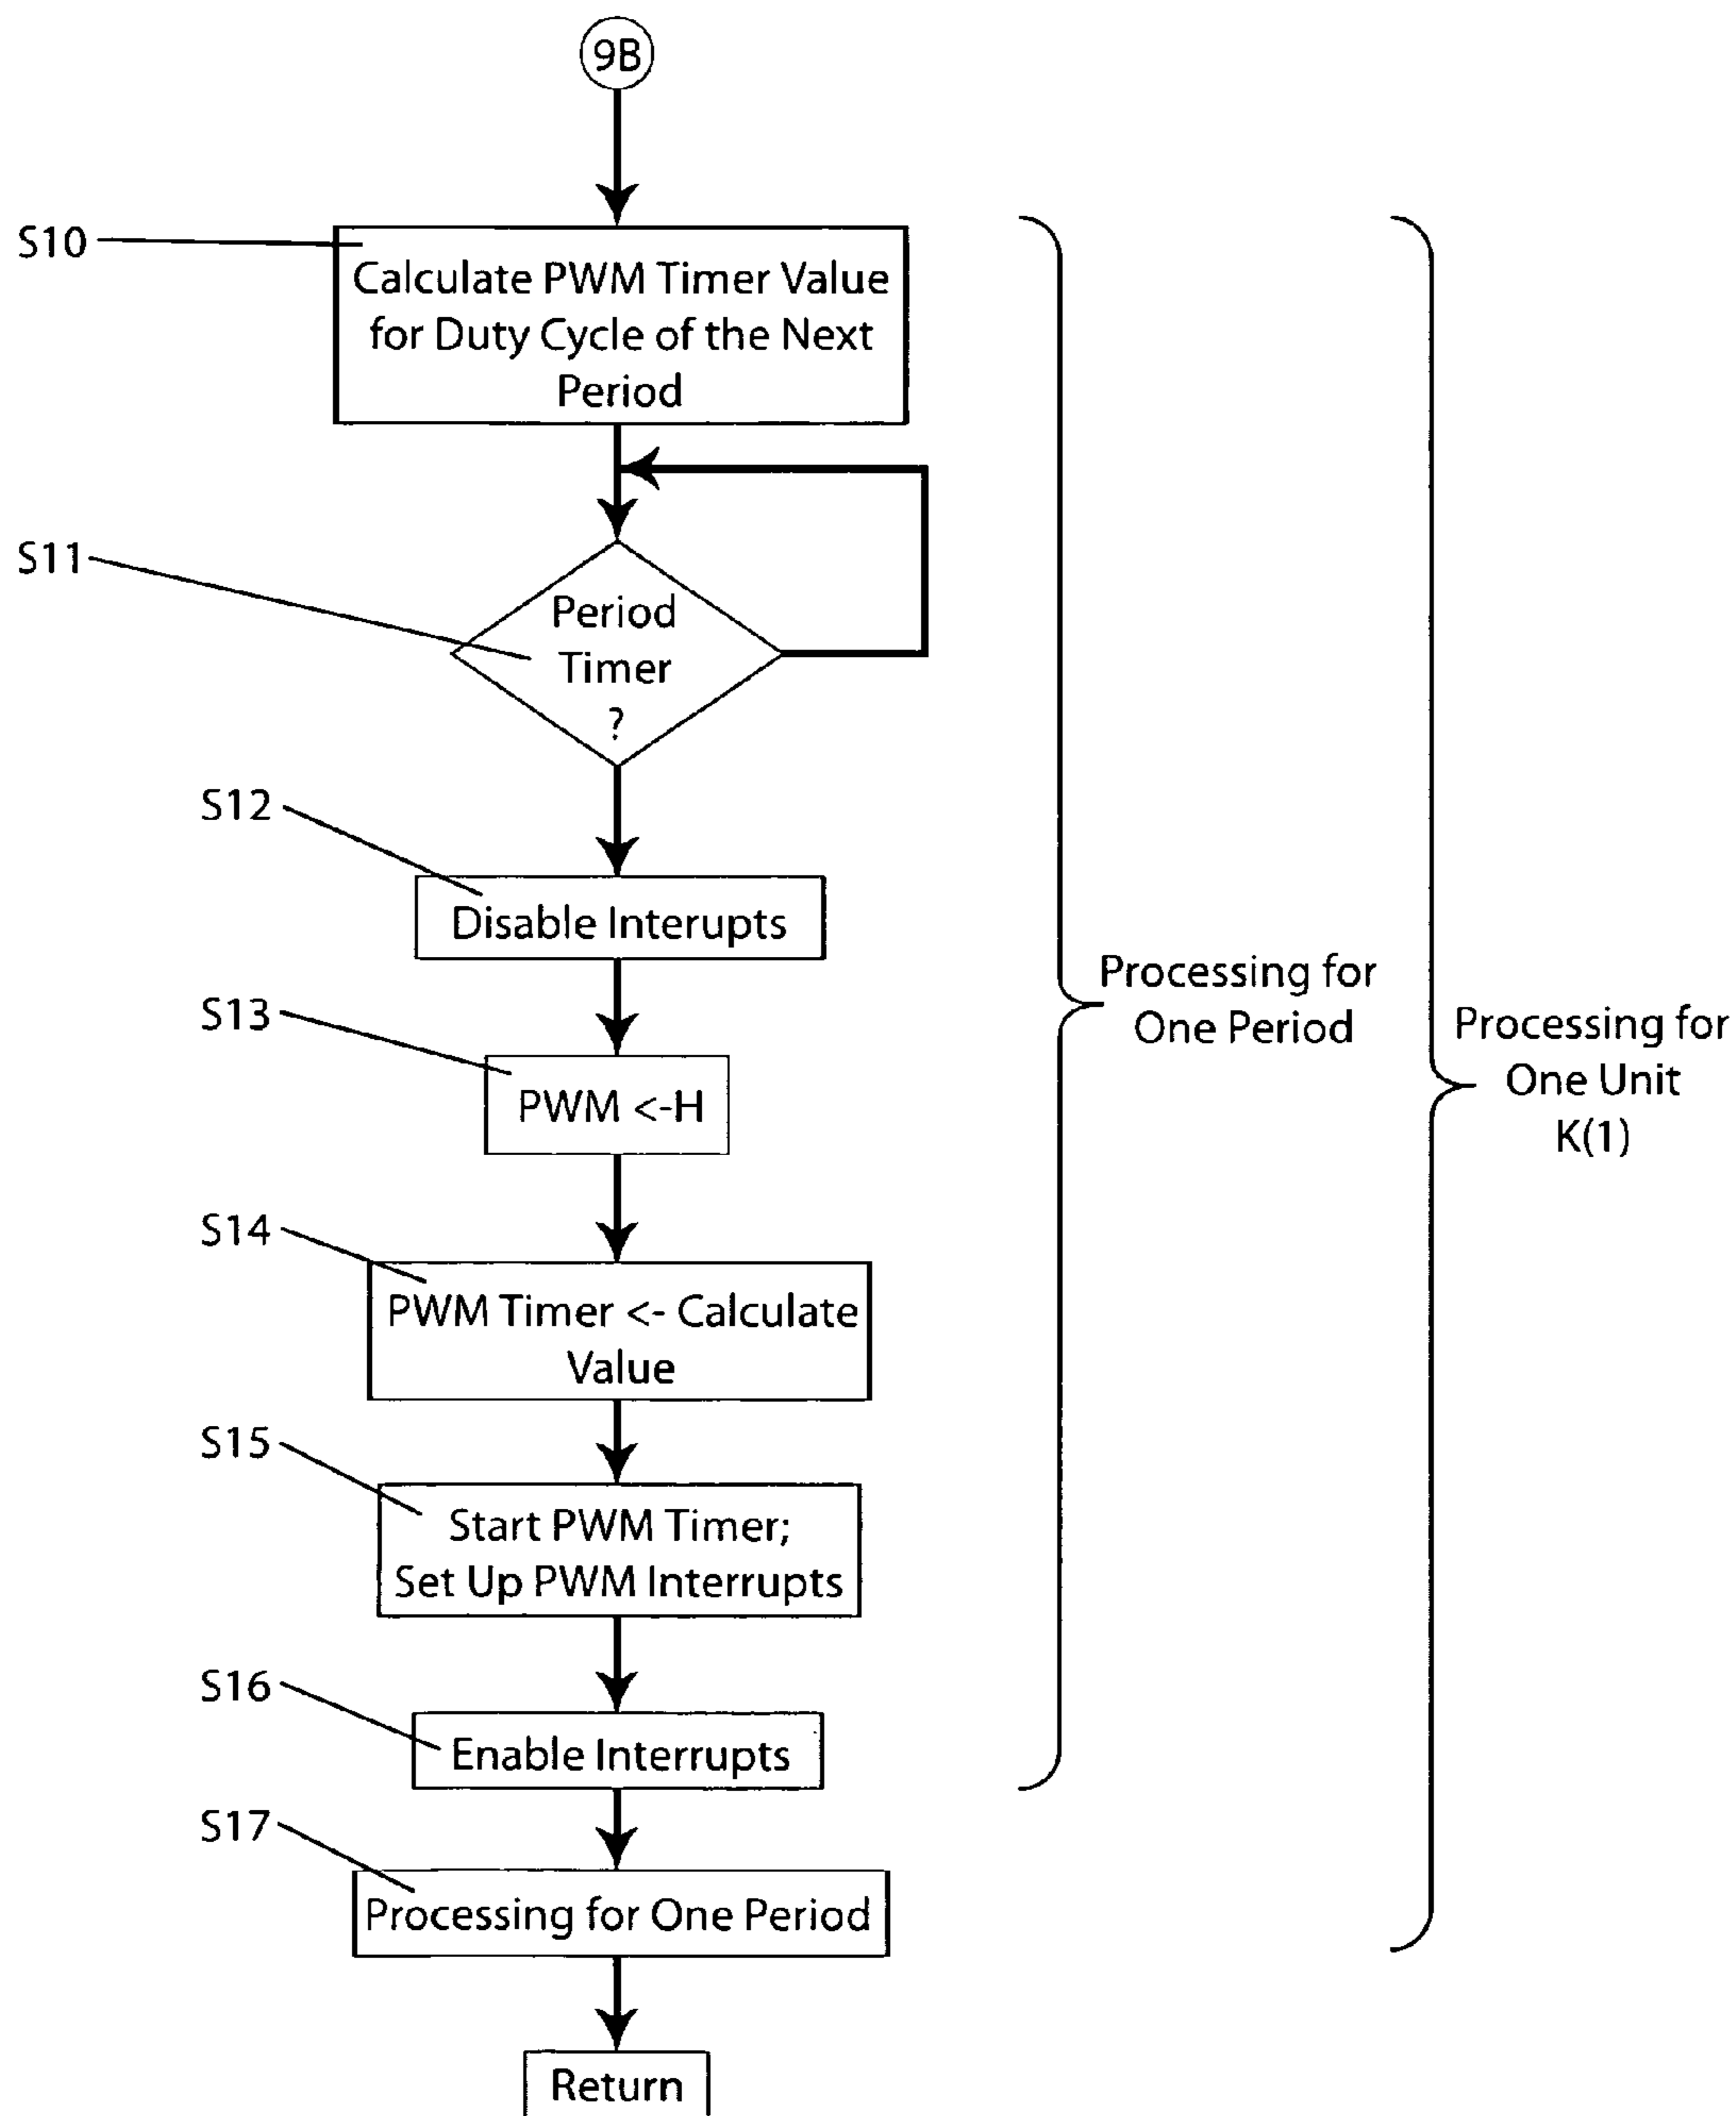 9B
S10
Calculate PWM Timer Value
for Duty Cycle of the Next
Period
S11
Period
Timer
?
S12
Disable Interupts
S13
PWM <-H
S14
PWM Timer <- Calculate
Value
S15
Start PWM Timer;
Set Up PWM Interrupts
S16
Enable Interrupts
S17
Processing for One Period
Return
Processing for
One Period
Processing for
One Unit
K(1)